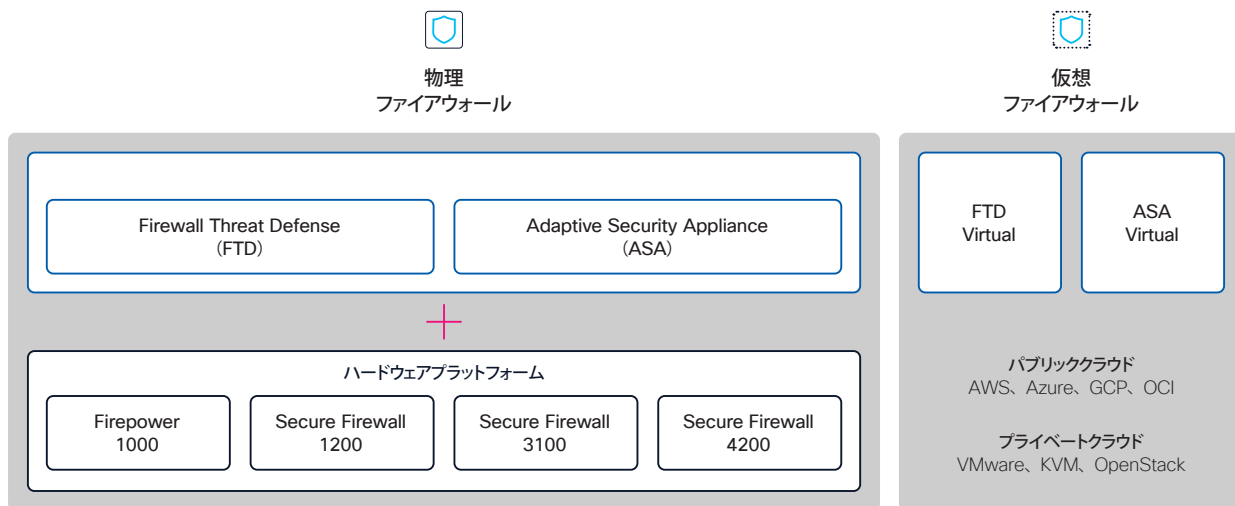 物理
ファイアウォール
Firewall Threat Defense
（FTD）
Adaptive Security Appliance
（ASA）
ハードウェアプラットフォーム
Firepower
1000
Secure Firewall
1200
Secure Firewall
3100
Secure Firewall
4200
仮想
ファイアウォール
FTD
Virtual
ASA
Virtual
パブリッククラウド
AWS、Azure、GCP、OCI
プライベートクラウド
VMware、KVM、OpenStack